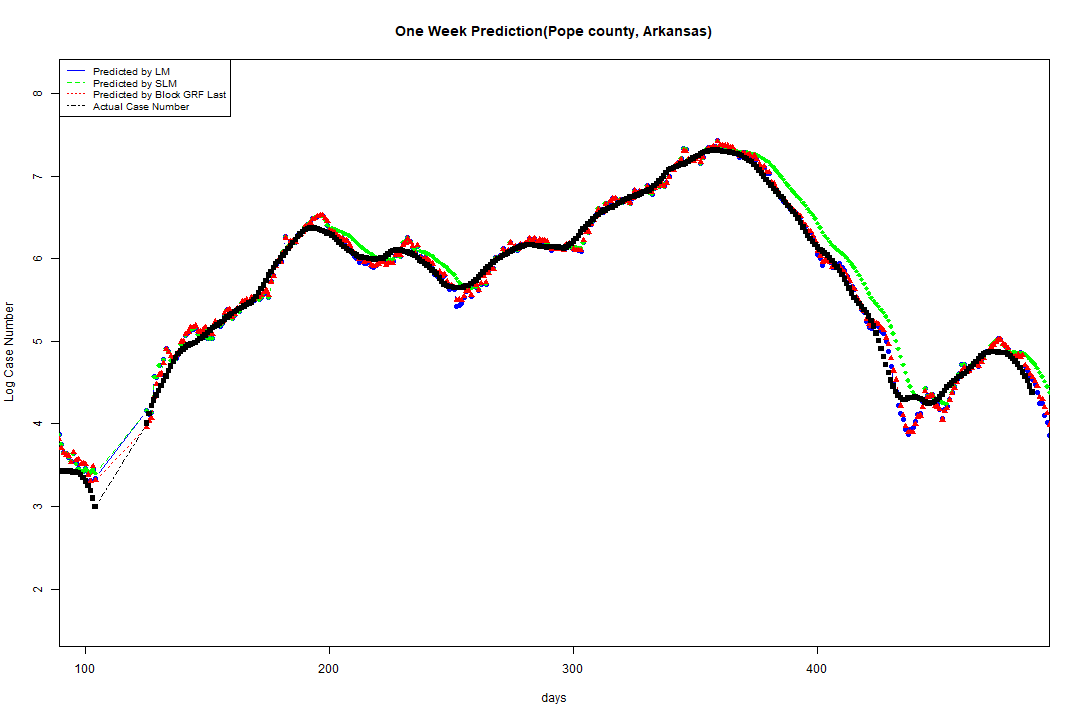 One Week Prediction(Pope county, Arkansas)
Predicted by LM
Predicted by SLM
Predicted by Block GRF Last
Actual Case Number
8
7
6
5
4
3
2
Log Case Number
100 200 300 400
days